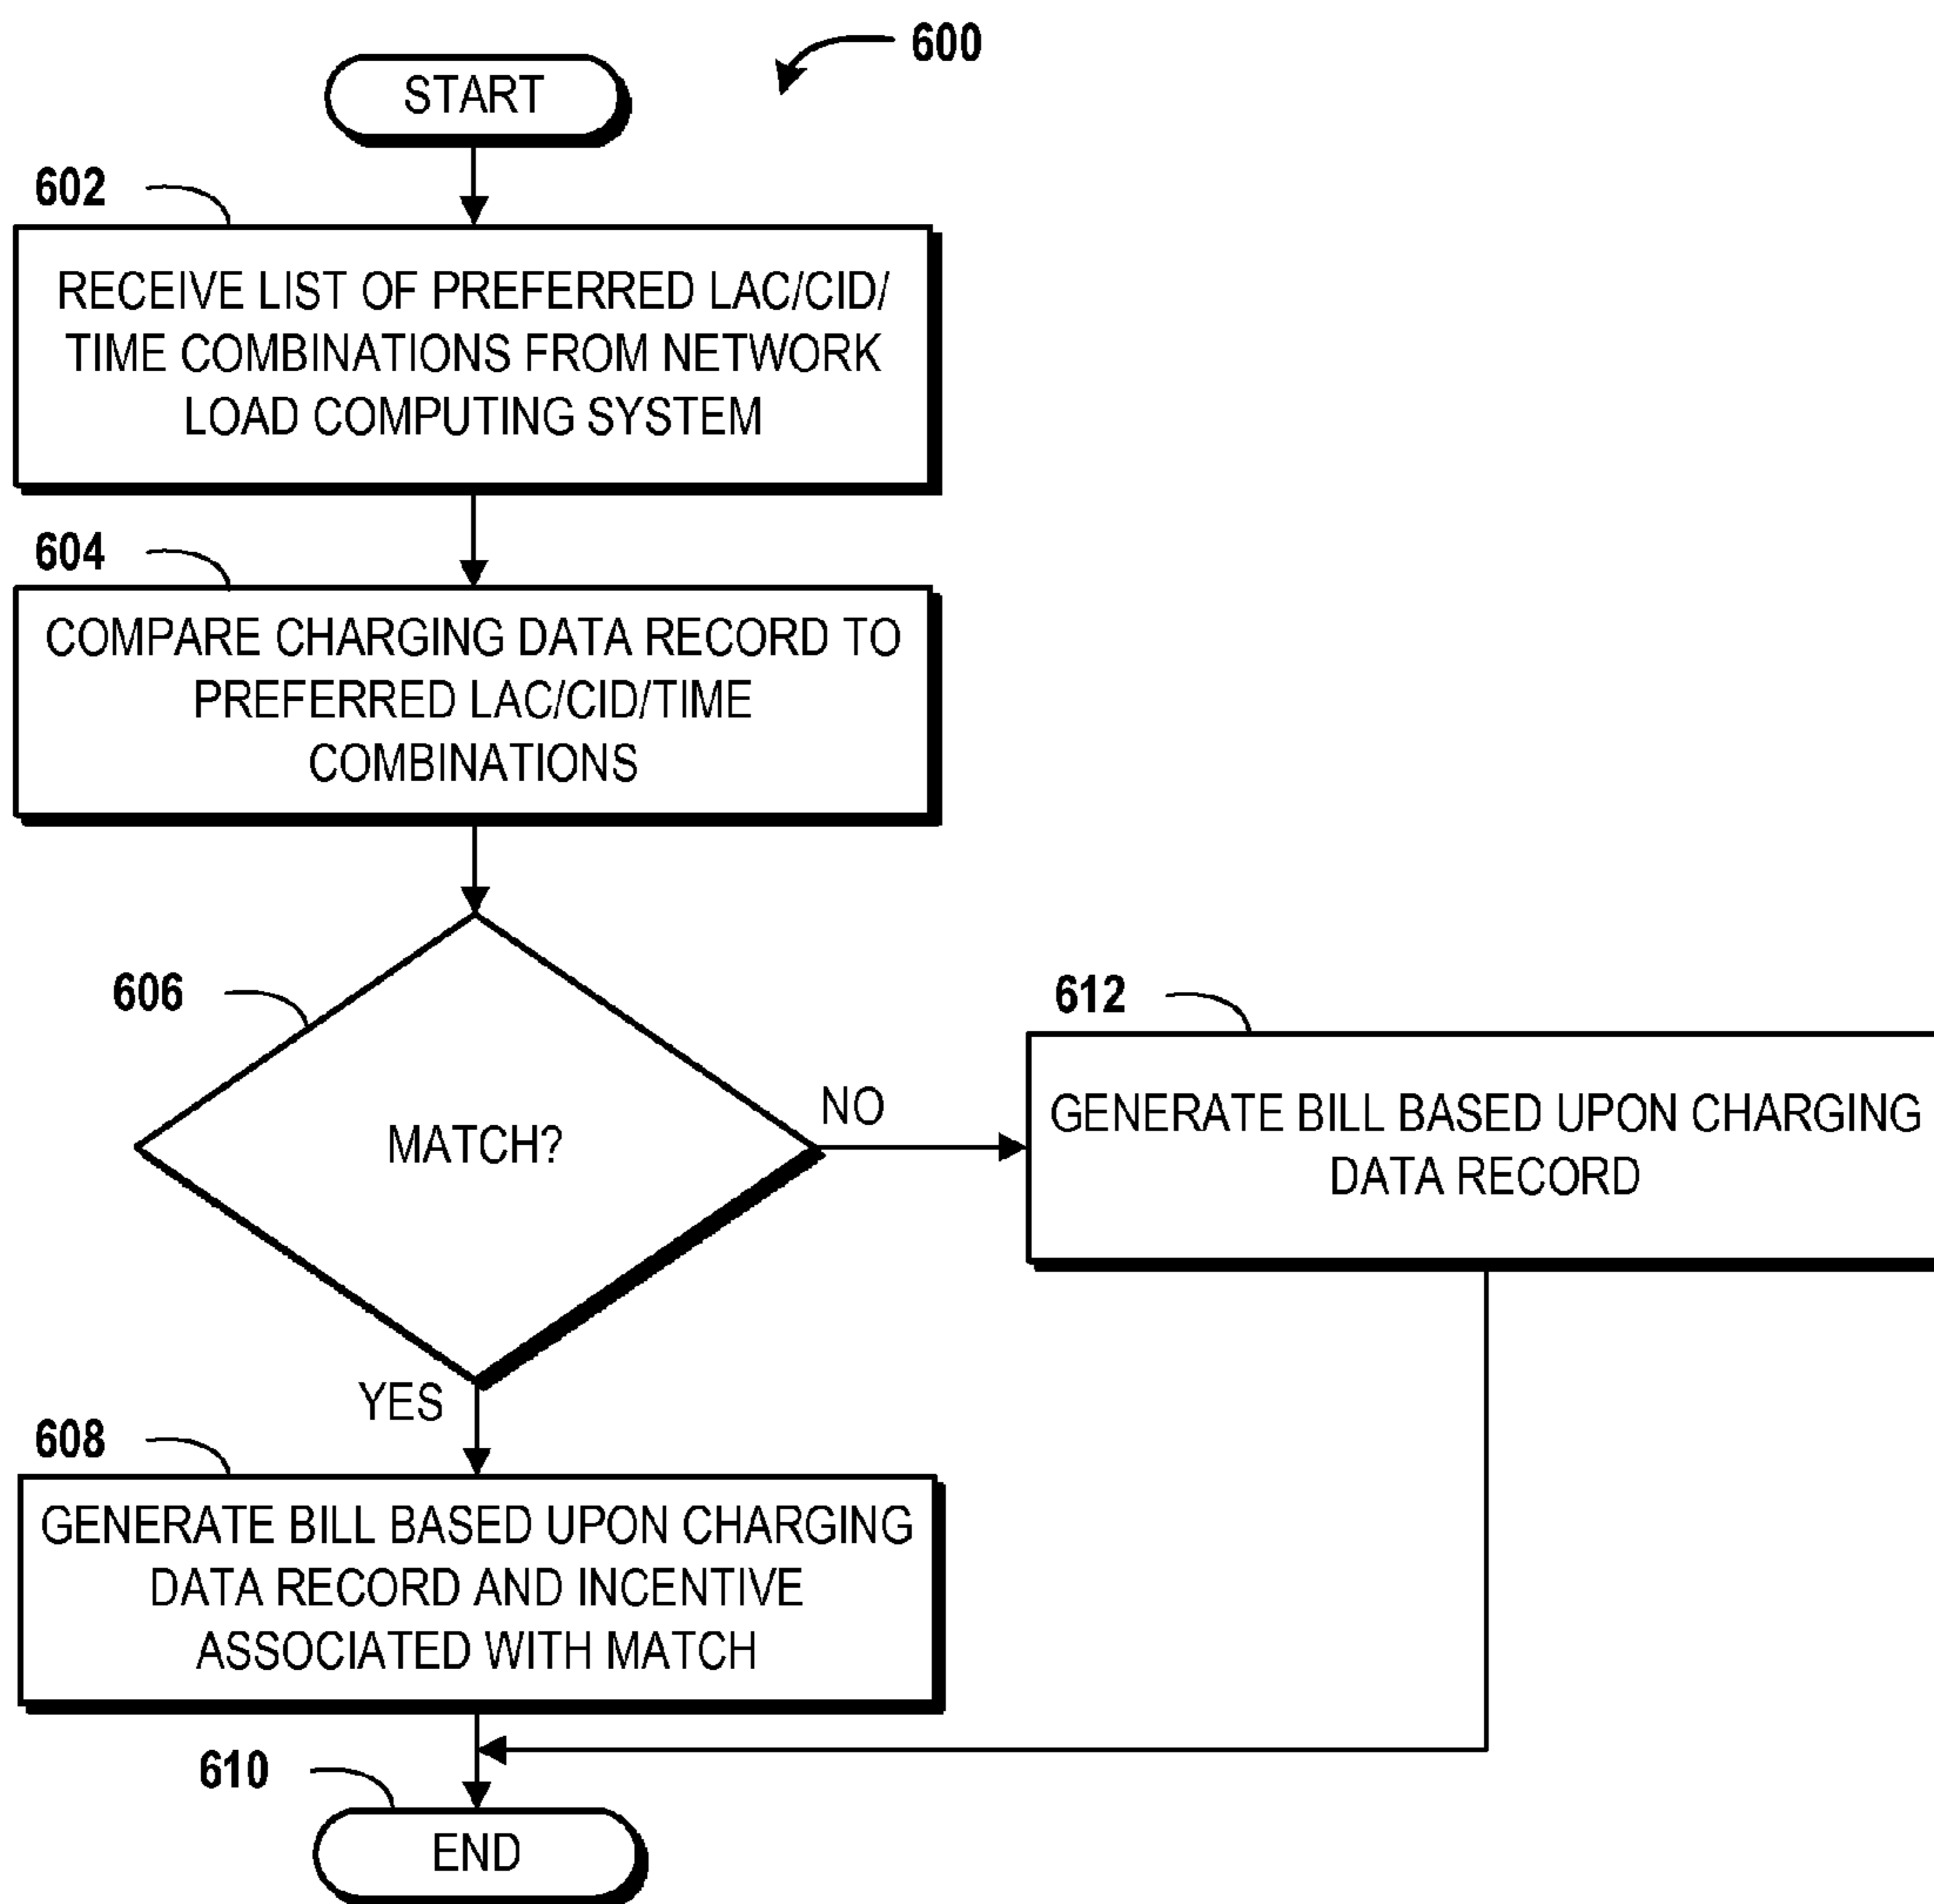 600
START
602
RECEIVE LIST OF PREFERRED LAC/CID/
TIME COMBINATIONS FROM NETWORK
LOAD COMPUTING SYSTEM
604
COMPARE CHARGING DATA RECORD TO
PREFERRED LAC/CID/TIME
COMBINATIONS
606
MATCH?
NO
612
GENERATE BILL BASED UPON CHARGING
DATA RECORD
YES
608
GENERATE BILL BASED UPON CHARGING
DATA RECORD AND INCENTIVE
ASSOCIATED WITH MATCH
610
END